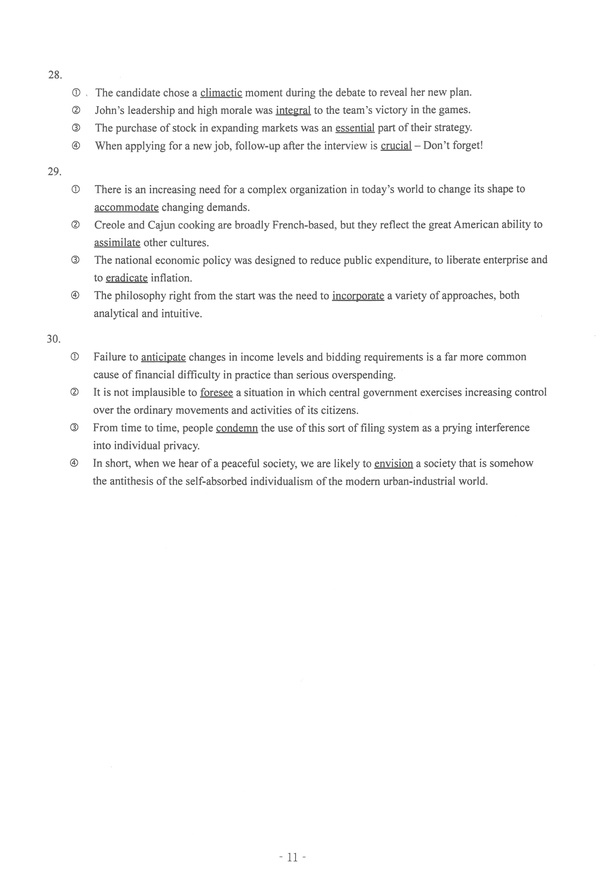 28.
① The candidate chose a climactic moment during the debate to reveal her new plan.
② John's leadership and high morale was integral to the team's victory in the games.
③ The purchase of stock in expanding markets was an essential part of their strategy.
④ When applying for a new job, follow-up after the interview is crucial – Don't forget!
29.
① There is an increasing need for a complex organization in today's world to change its shape to
accommodate changing demands.
② Creole and Cajun cooking are broadly French-based, but they reflect the great American ability to
assimilate other cultures.
③ The national economic policy was designed to reduce public expenditure, to liberate enterprise and
to eradicate inflation.
④ The philosophy right from the start was the need to incorporate a variety of approaches, both
analytical and intuitive.
30.
① Failure to anticipate changes in income levels and bidding requirements is a far more common
cause of financial difficulty in practice than serious overspending.
② It is not implausible to foresee a situation in which central government exercises increasing control
over the ordinary movements and activities of its citizens.
③ From time to time, people condemn the use of this sort of filing system as a prying interference
into individual privacy.
④ In short, when we hear of a peaceful society, we are likely to envision a society that is somehow
the antithesis of the self-absorbed individualism of the modern urban-industrial world.
- 11 -